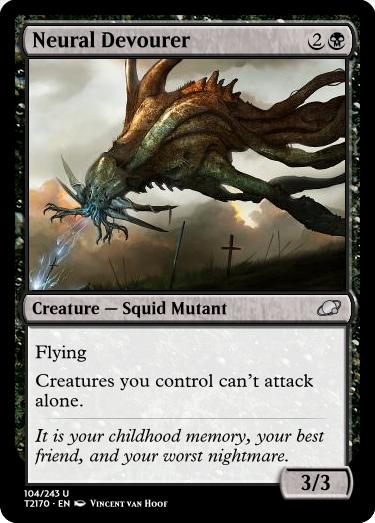 Neural Devourer 2
Creature — Squid Mutant
Flying
Creatures you control can't attack
alone.
It is your childhood memory, your best
friend, and your worst nightmare.
3/3
104/243 U
T2170 · EN Vincent van Hoof